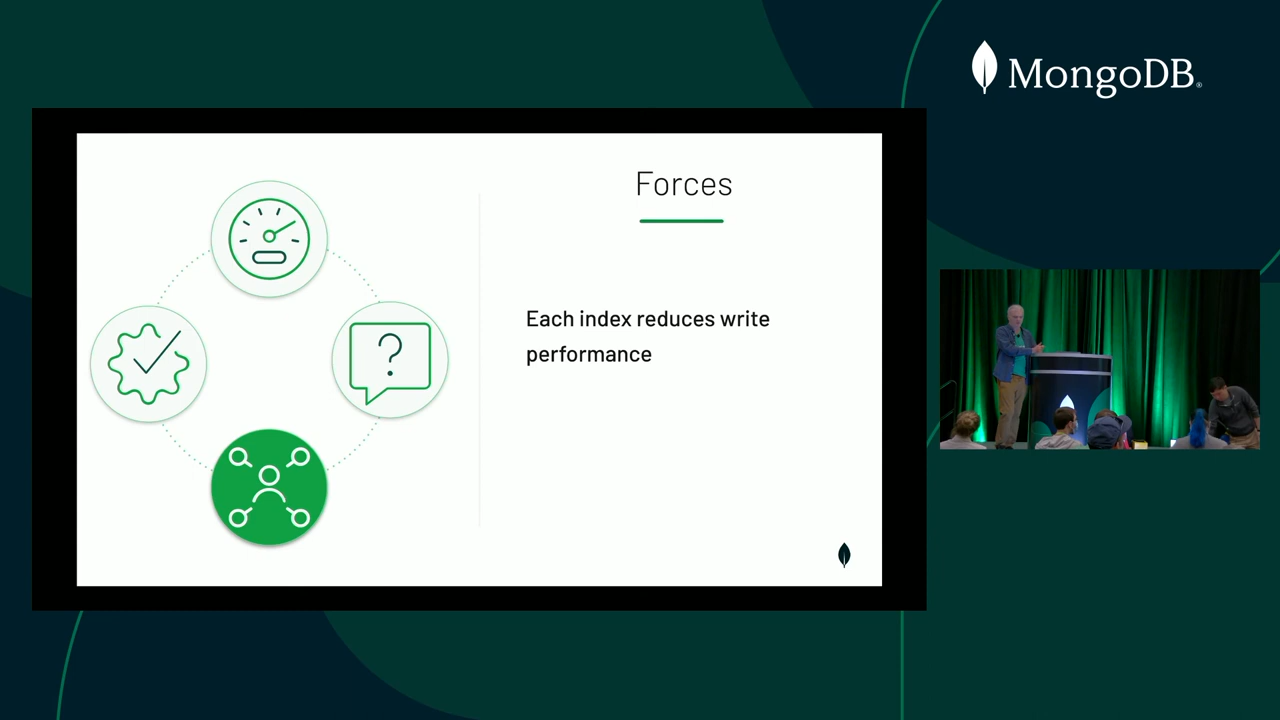 MongoDB®
Forces
Each index reduces write
performance
?